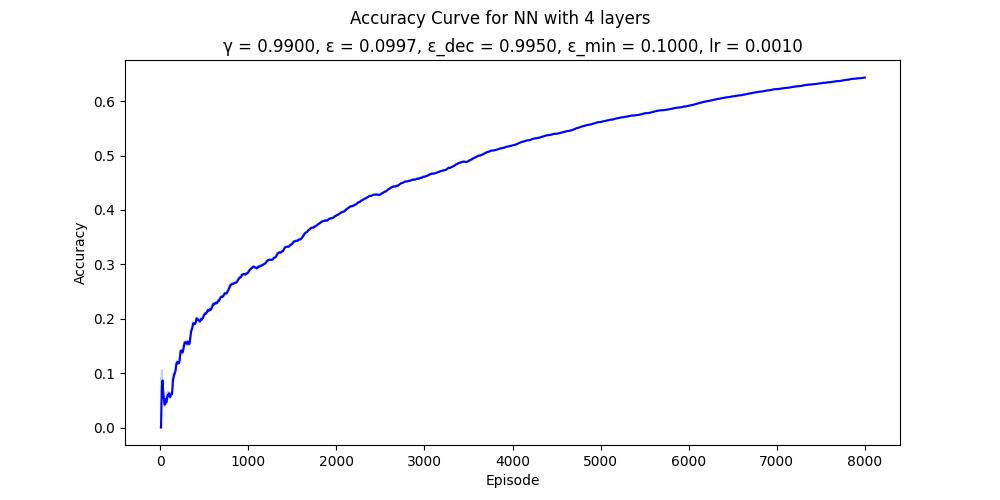 Accuracy Curve for NN with 4 layers
γ = 0.9900, ε = 0.0997, ε_dec = 0.9950, ε_min = 0.1000, lr = 0.0010
Accuracy
0.6
0.5
0.4
0.3
0.2
0.1
0.0
0 1000 2000 3000 4000 5000 6000 7000 8000
Episode